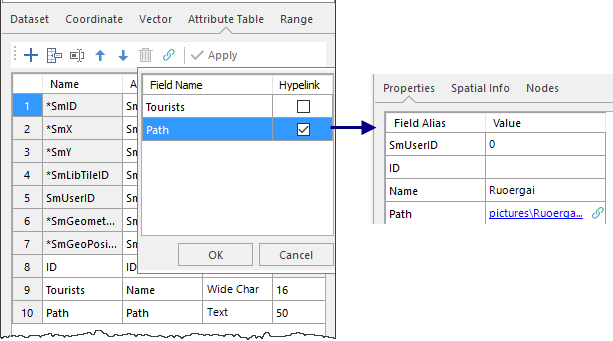 Dataset Coordinate Vector Attribute Table Range
Apply
Name A
1 *SmID Sm
2 *SmX Sm
3 *SmY Sm
4 *SmLibTileID Sm
5 SmUserID Sm
6 *SmGeomet... Sm
7 *SmGeoPosi... Sm
8 ID ID
9 Tourists Name Wide Char 16
10 Path Path Text 50
Field Name Hypelink
Tourists
Path
OK Cancel
Properties Spatial Info Nodes
Field Alias Value
SmUserID 0
ID
Name Ruoergai
Path pictures\Ruoerga...